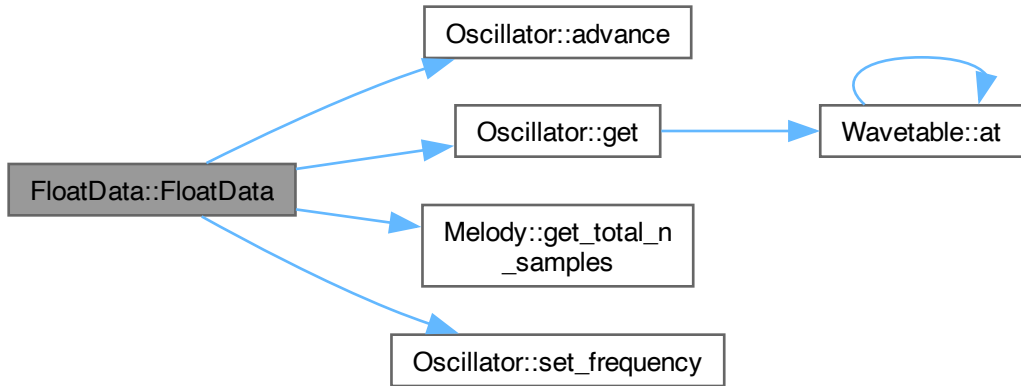 Oscillator::advance
Oscillator::get
Wavetable::at
FloatData::FloatData
Melody::get_total_n
_samples
Oscillator::set_frequency